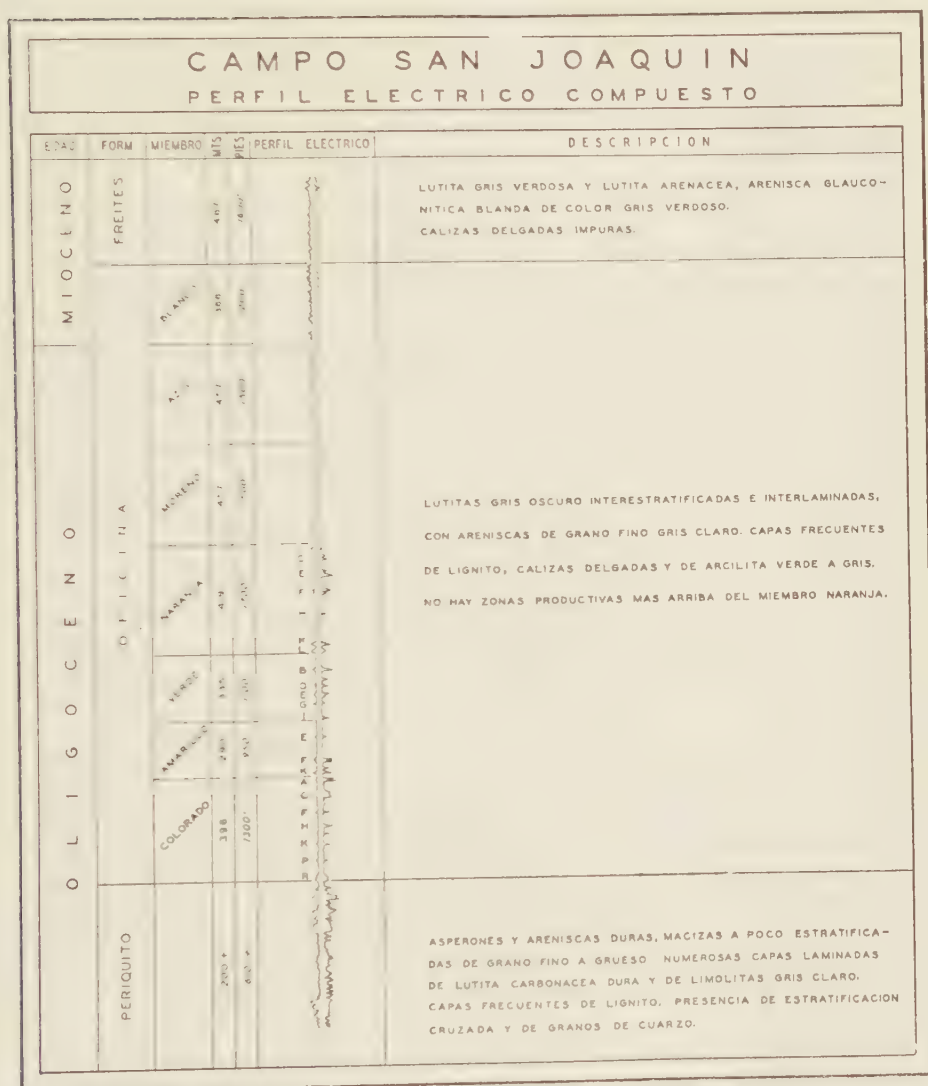 CAMPO SAN JOAQUIN
PERFIL ELECTRICO COMPUESTO
EDAD FORM MIEMBRO MTS PIES PERFIL ELECTRICO DESCRIPCION
MIOCENO
FREITES
LUTITA GRIS VERDOSA Y LUTITA ARENACEA, ARENISCA GLAUCO-
NITICA BLANDA DE COLOR GRIS VERDOSO.
CALIZAS DELGADAS IMPURAS.
OLIGOCENO
OFICINA
MORENO
VERDE
COLORADO 396 1300'
LUTITAS GRIS OSCURO INTERESTRATIFICADAS E INTERLAMINADAS,
CON ARENISCAS DE GRANO FINO GRIS CLARO. CAPAS FRECUENTES
DE LIGNITO, CALIZAS DELGADAS Y DE ARCILITA VERDE A GRIS.
NO HAY ZONAS PRODUCTIVAS MAS ARRIBA DEL MIEMBRO NARANJA.
PERIQUITO
200 +
ASPERONES Y ARENISCAS DURAS, MACIZAS A POCO ESTRATIFICA-
DAS DE GRANO FINO A GRUESO NUMEROSAS CAPAS LAMINADAS
DE LUTITA CARBONACEA DURA Y DE LIMOLITAS GRIS CLARO.
CAPAS FRECUENTES DE LIGNITO. PRESENCIA DE ESTRATIFICACION
CRUZADA Y DE GRANOS DE CUARZO.